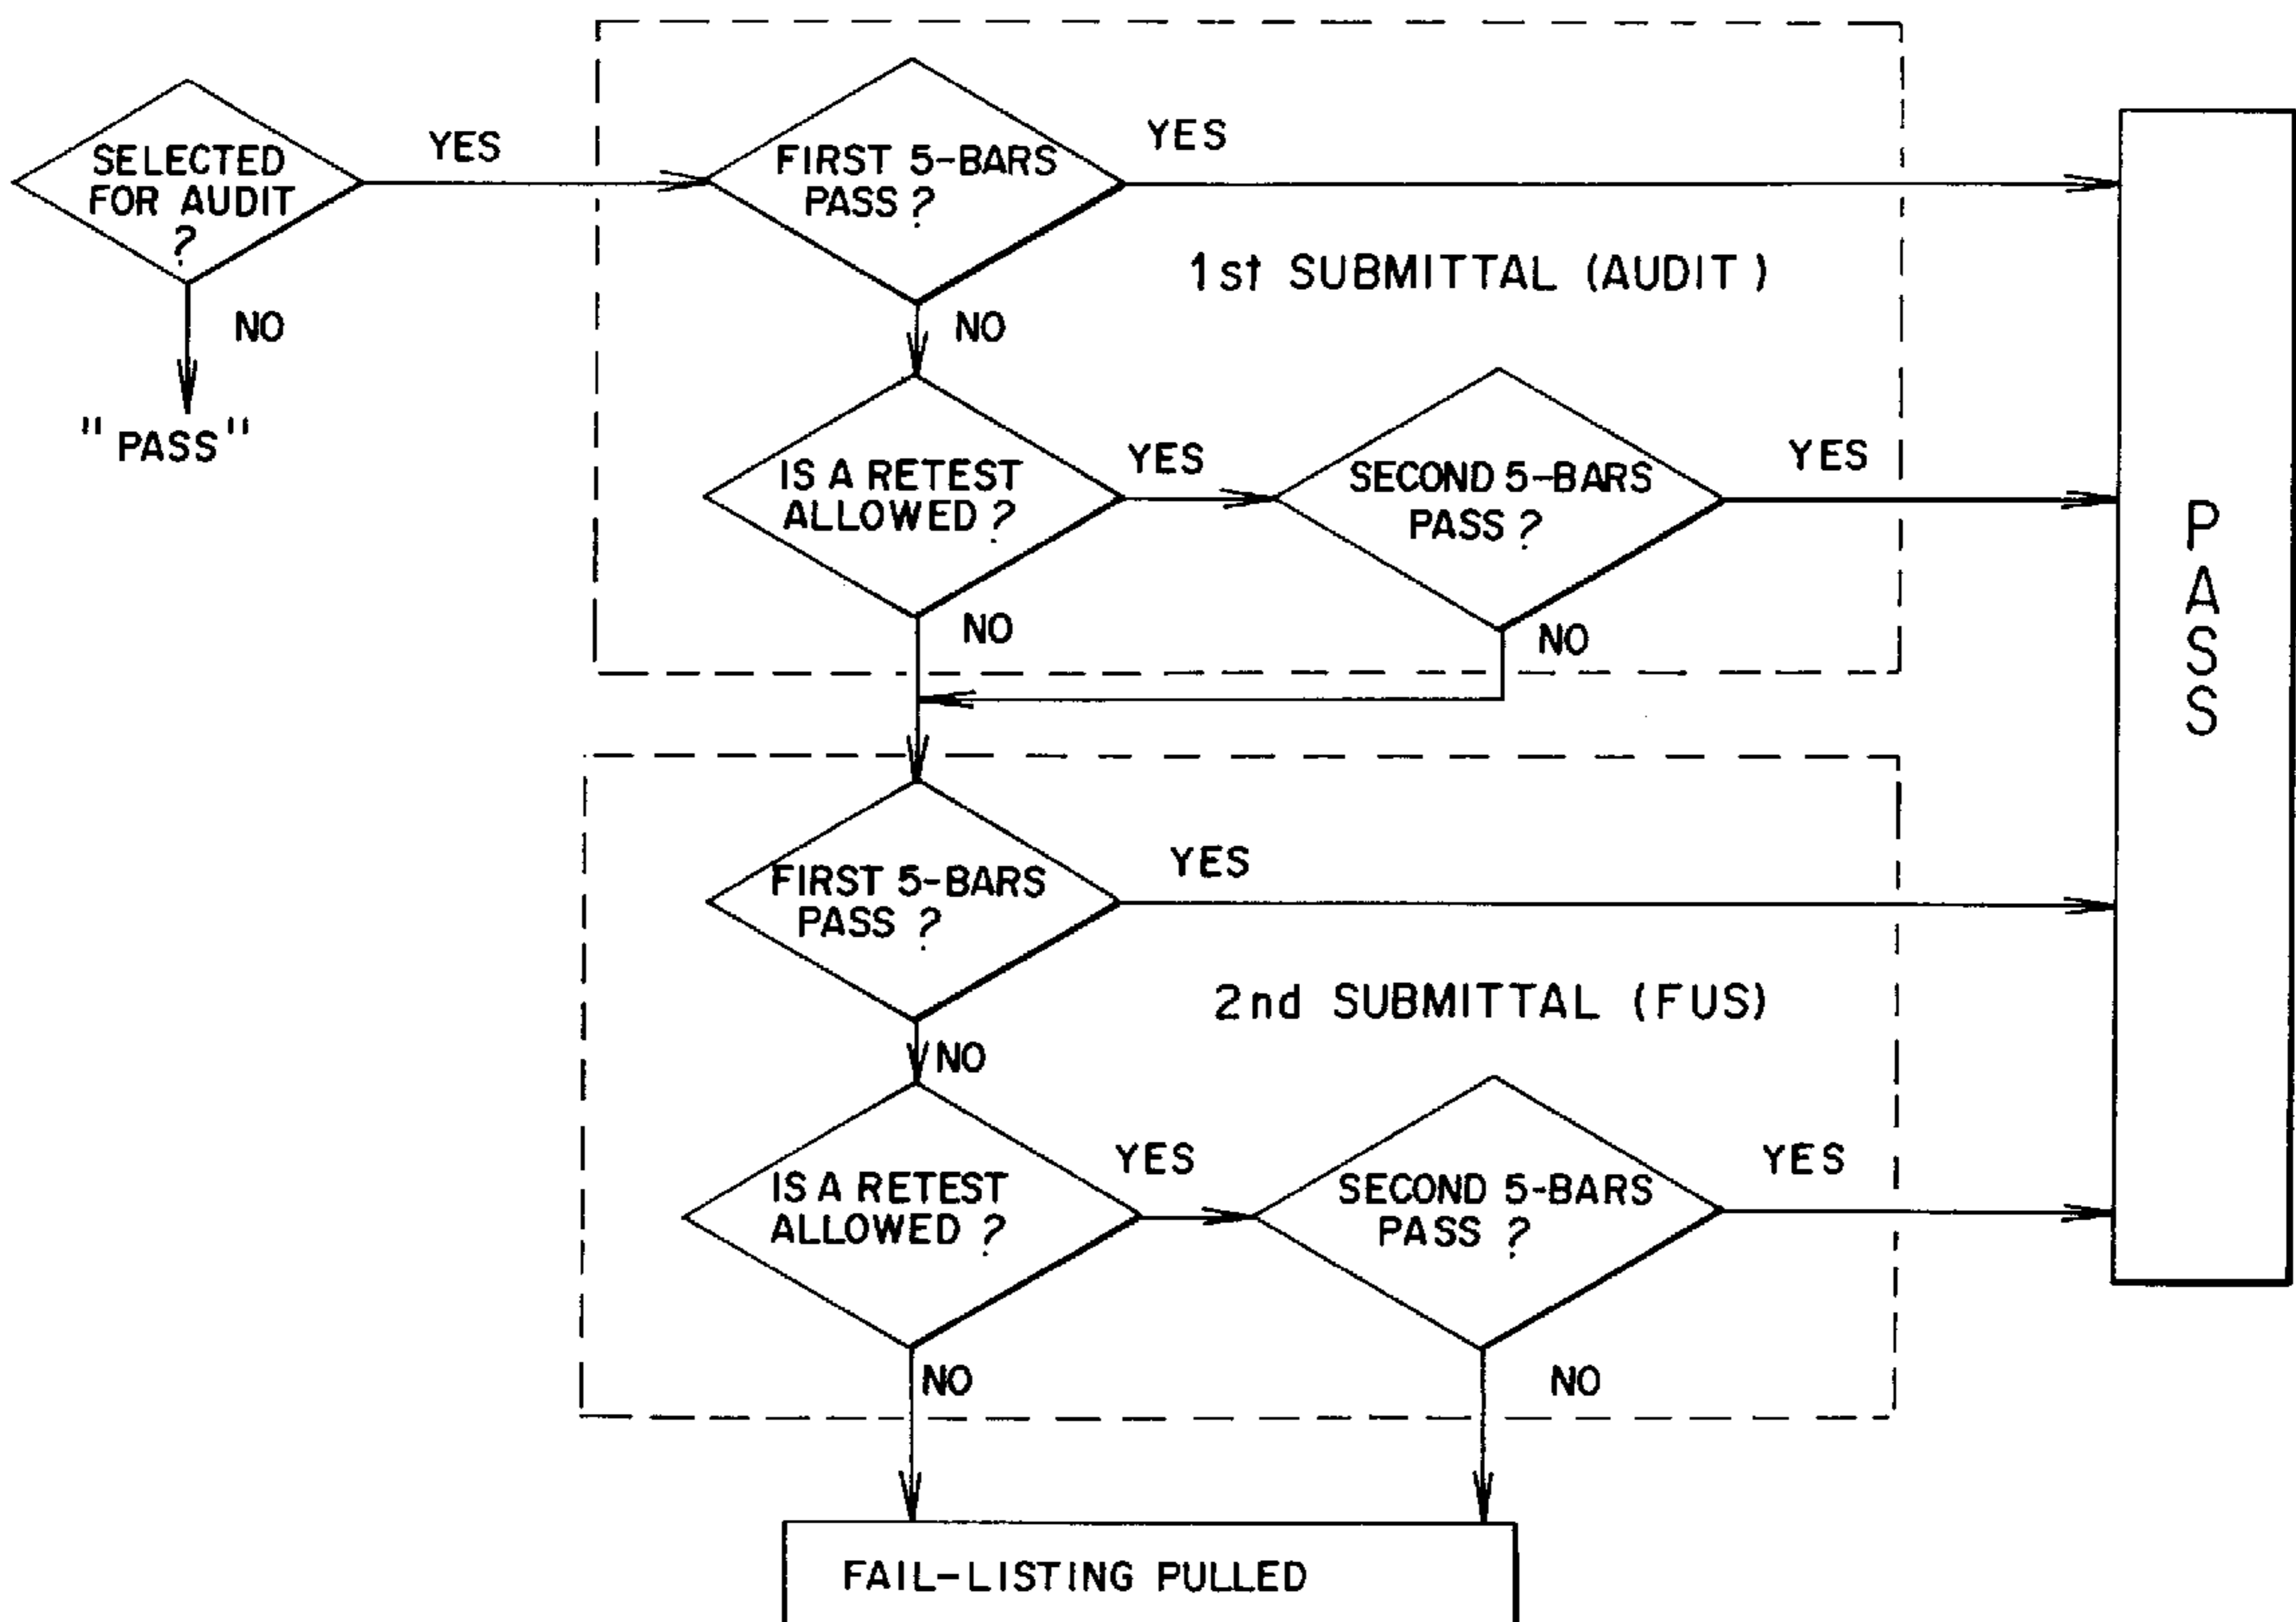 SELECTED
FOR AUDIT
?
YES
NO
"PASS"
FIRST 5-BARS
PASS ?
YES
1st SUBMITTAL (AUDIT)
NO
IS A RETEST
ALLOWED ?
YES
SECOND 5-BARS
PASS ?
YES
NO
NO
FIRST 5-BARS
PASS ?
YES
2nd SUBMITTAL (FUS)
NO
IS A RETEST
ALLOWED ?
YES
SECOND 5-BARS
PASS ?
YES
NO
NO
FAIL-LISTING PULLED
PASS